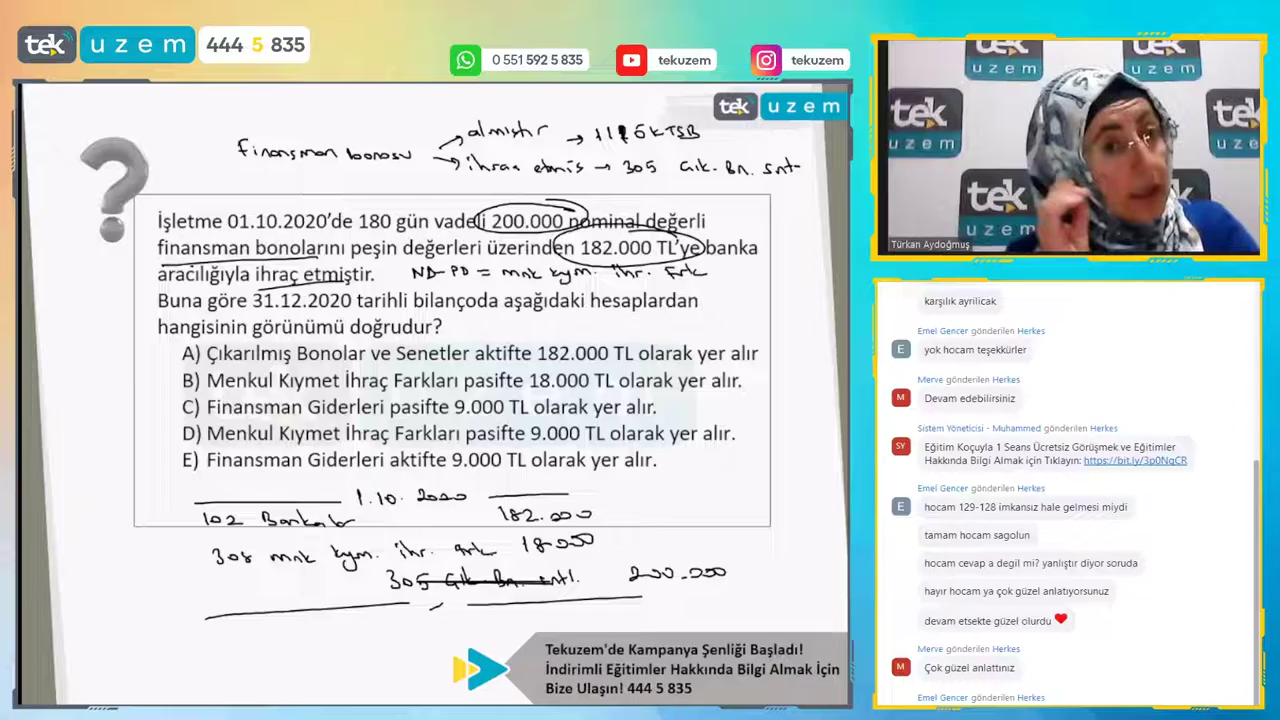 tek uzem 444 5 835
0 551 592 5 835 tekuzem tekuzem
tek uzem
finansman bonosu
almıştır → 11
ihraç etmiş → 305 Çık. Bn. snt
İşletme 01.10.2020’de 180 gün vadeli 200.000 nominal değerli
finansman bonolarını peşin değerleri üzerinden 182.000 TL’ye banka
aracılığıyla ihraç etmiştir.
ND-PD = mnk kym. ihr. Frk
Buna göre 31.12.2020 tarihli bilançoda aşağıdaki hesaplardan
hangisinin görünümü doğrudur?
A) Çıkarılmış Bonolar ve Senetler aktifte 182.000 TL olarak yer alır
B) Menkul Kıymet İhraç Farkları pasifte 18.000 TL olarak yer alır.
C) Finansman Giderleri pasifte 9.000 TL olarak yer alır.
D) Menkul Kıymet İhraç Farkları pasifte 9.000 TL olarak yer alır.
E) Finansman Giderleri aktifte 9.000 TL olarak yer alır.
1.10.2020
102 Bankalar 182.000
308 mnk kym. ihr. frk 18.000
305 Çık Bn. sntl. 200.000
Tekuzem'de Kampanya Şenliği Başladı!
İndirimli Eğitimler Hakkında Bilgi Almak İçin
Bize Ulaşın! 444 5 835
tek uzem
Türkan Aydoğmuş
karşılık ayrilicak
Emel Gencer gönderilen Herkes
E yok hocam teşekkürler
Merve gönderilen Herkes
M Devam edebilirsiniz
Sistem Yöneticisi - Muhammed gönderilen Herkes
SY Eğitim Koçuyla 1 Seans Ücretsiz Görüşmek ve Eğitimler
Hakkında Bilgi Almak için Tıklayın: https://bit.ly/3p0NqCR
Emel Gencer gönderilen Herkes
E hocam 129-128 imkansız hale gelmesi miydi
tamam hocam sagolun
hocam cevap a degil mi? yanlıştır diyor soruda
hayır hocam ya çok güzel anlatıyorsunuz
devam etsekte güzel olurdu
Merve gönderilen Herkes
M Çok güzel anlattınız
Emel Gencer gönderilen Herkes